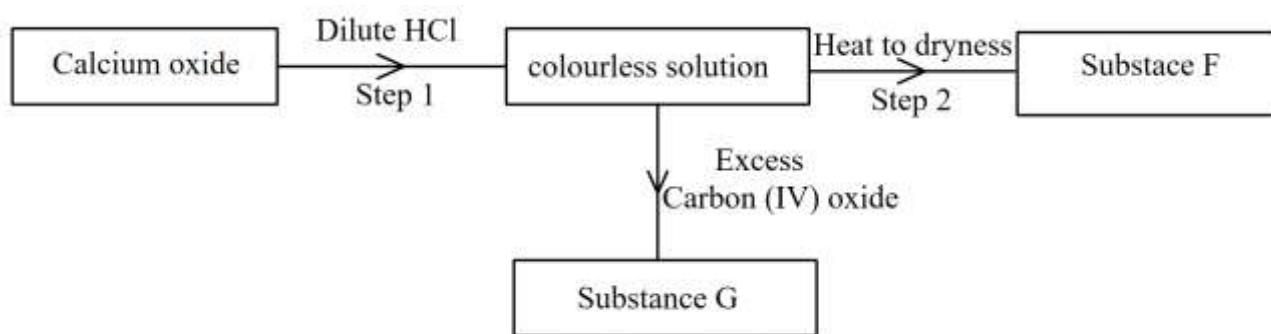 Calcium oxide
Dilute HCl
Step 1
colourless solution
Heat to dryness
Step 2
Substace F
Excess
Carbon (IV) oxide
Substance G